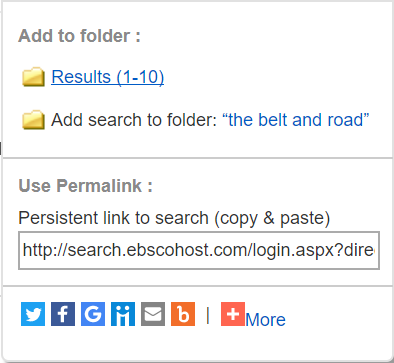 Add to folder :
Results (1-10)
Add search to folder: “the belt and road”
Use Permalink :
Persistent link to search (copy & paste)
http://search.ebscohost.com/login.aspx?direc
| More